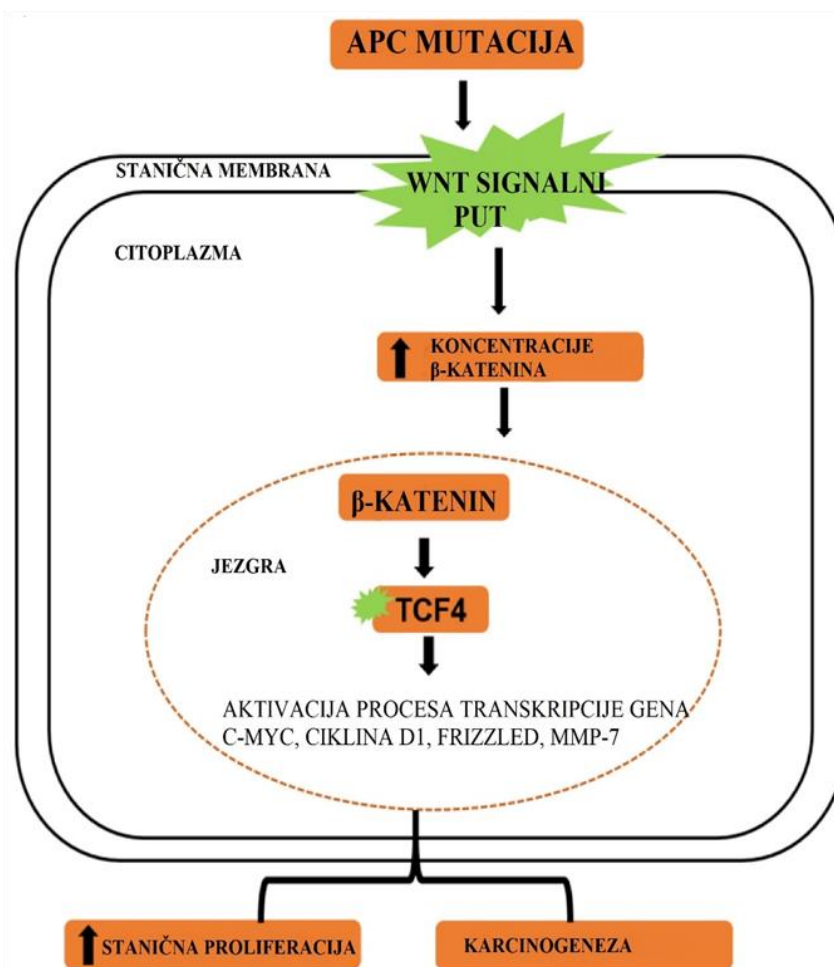 APC MUTACIJA
STANIČNA MEMBRANA
WNT SIGNALNI
PUT
CITOPLAZMA
KONCENTRACIJE
β-KATENINA
β-KATENIN
JEZGRA
TCF4
AKTIVACIJA PROCESA TRANSKRIPCIJE GENA
C-MYC, CIKLINA D1, FRIZZLED, MMP-7
STANIČNA PROLIFERACIJA
KARCINOGENEZA